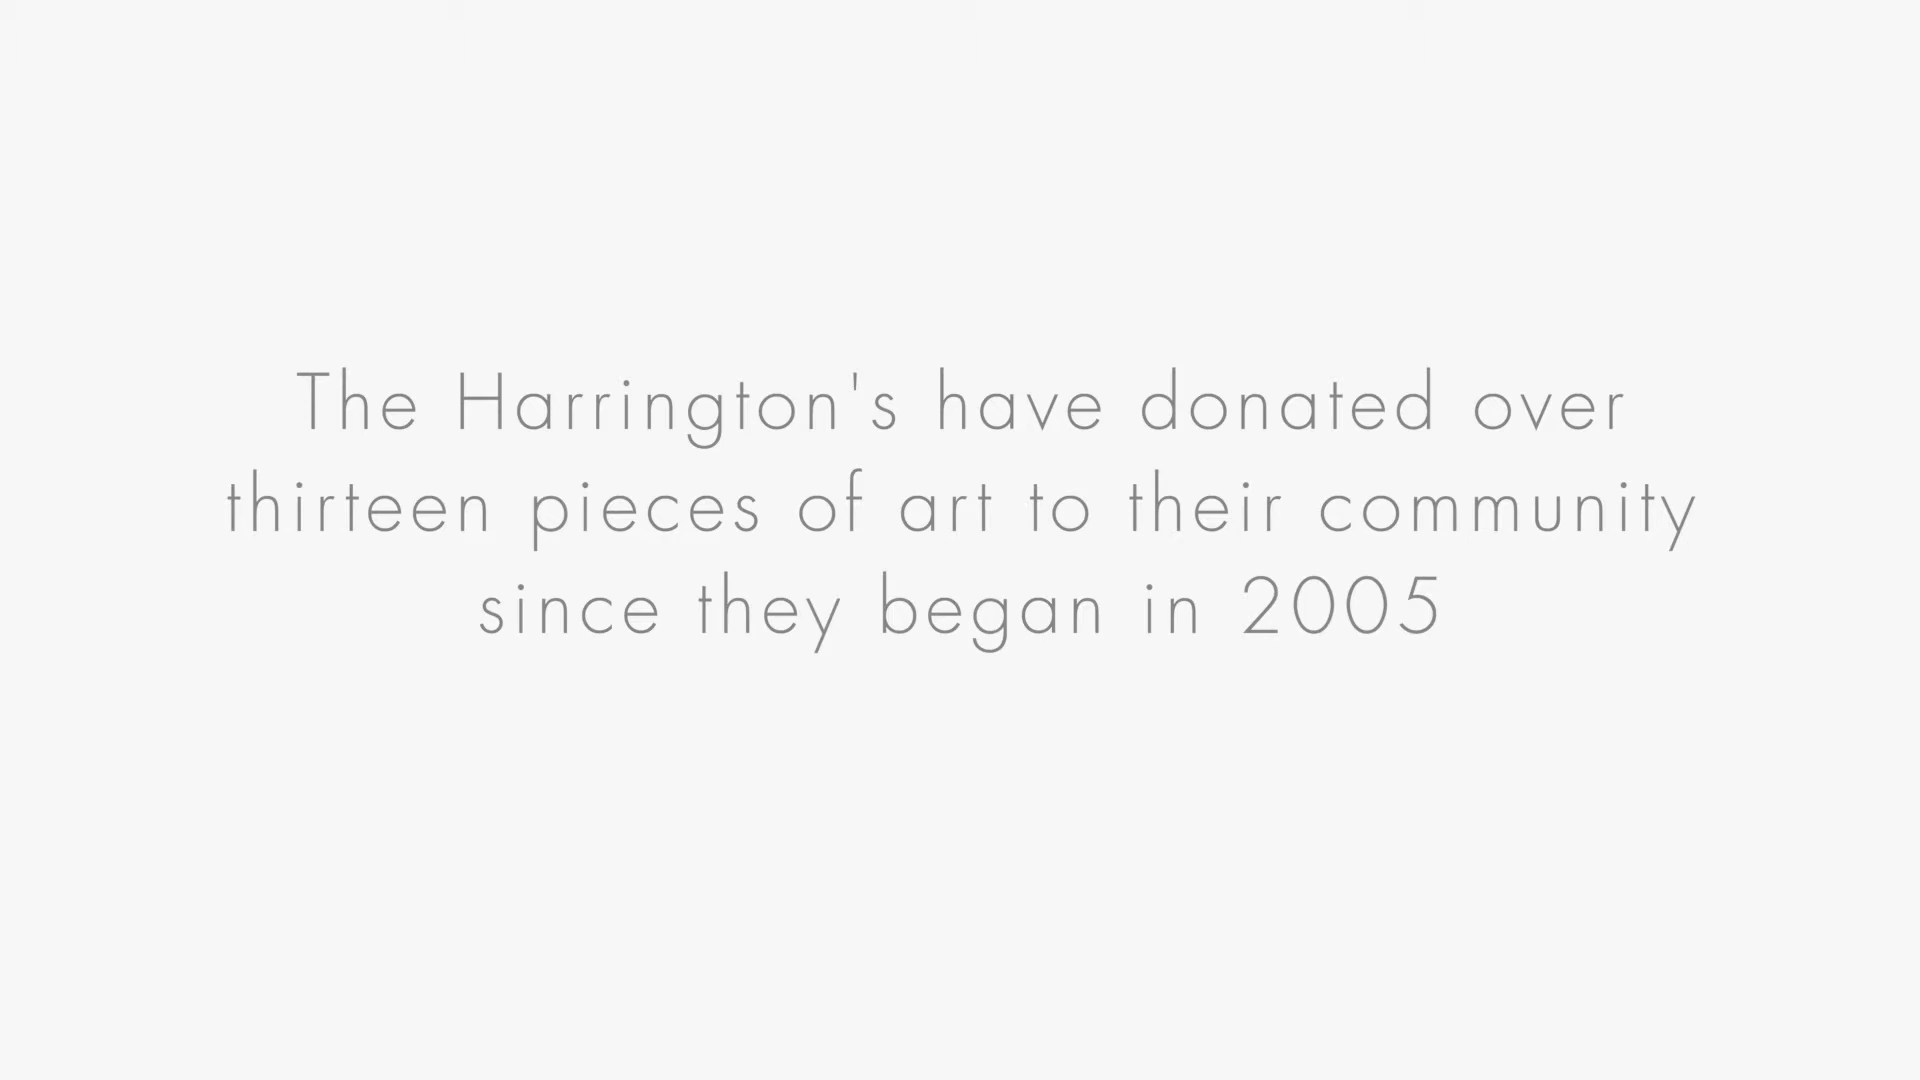 The Harrington's have donated over
thirteen pieces of art to their community
since they began in 2005